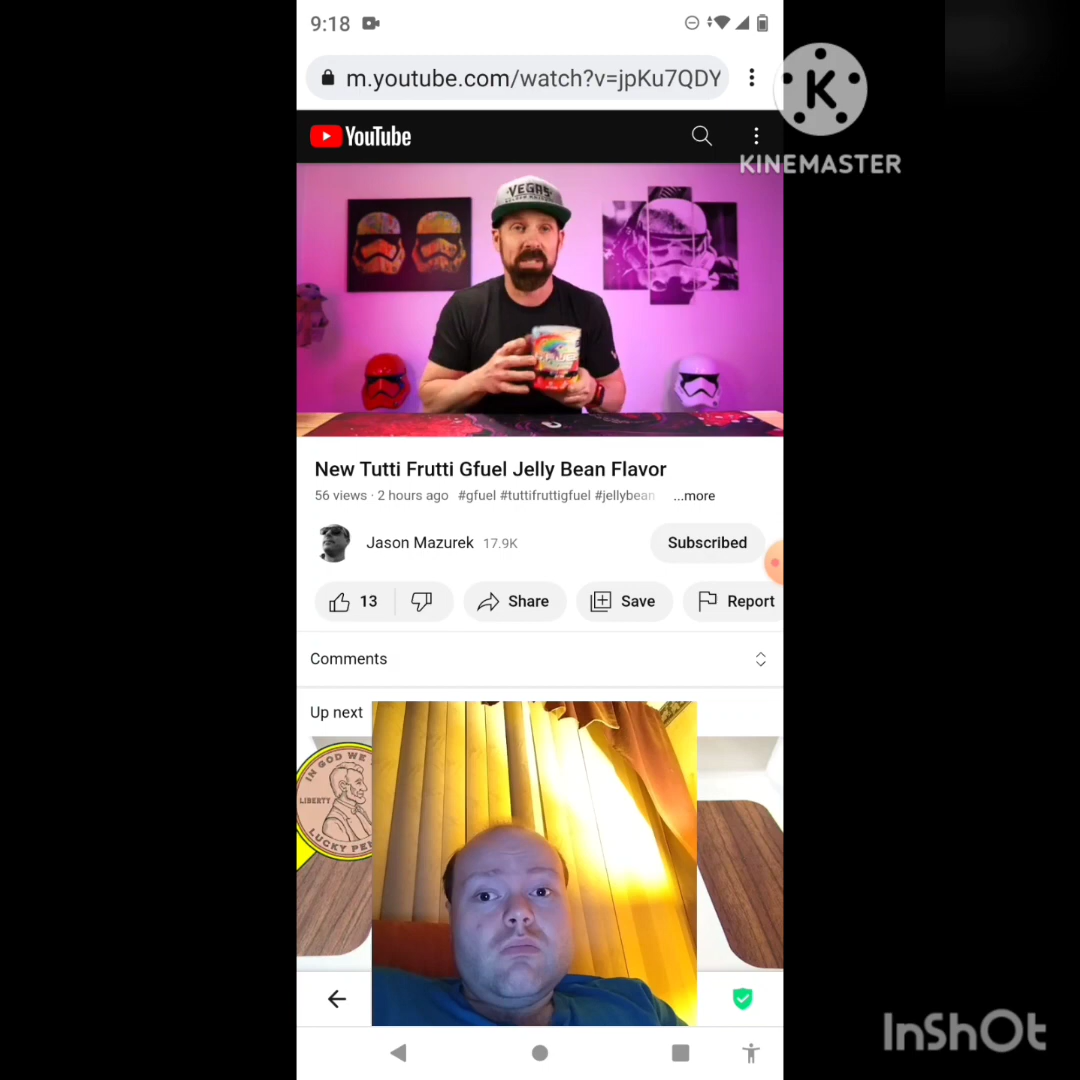 9:18
m.youtube.com/watch?v=jpKu7QDY
K
KINEMASTER
YouTube
VEGAS
New Tutti Frutti Gfuel Jelly Bean Flavor
56 views · 2 hours ago #gfuel #tuttifruttigfuel #jellybean ...more
Jason Mazurek 17.9K
Subscribed
13
Share
Save
Report
Comments
Up next
IN GOD WE
LIBERTY
LUCKY PE
InShOt